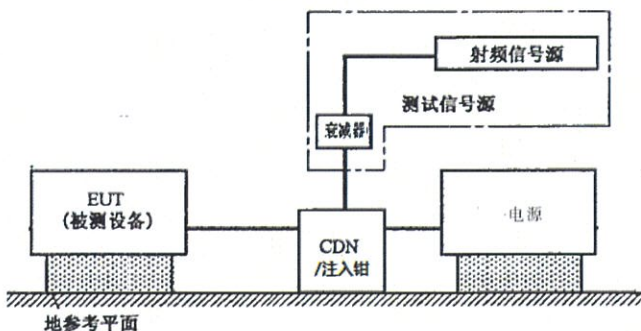 射频信号源
测试信号源
衰减器
EUT
(被测设备)
CDN
/注入钳
电源
地参考平面